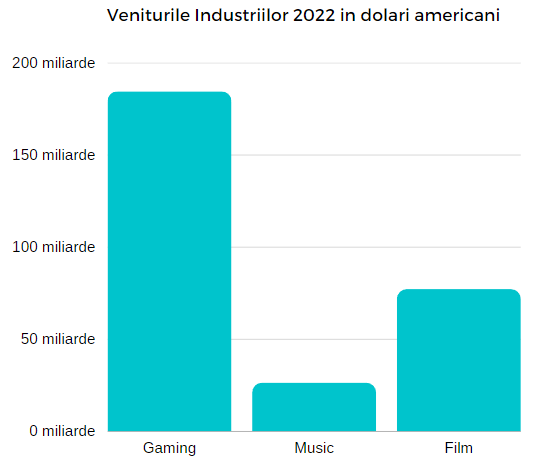 Veniturile Industriilor 2022 in dolari americani
200 miliarde
150 miliarde
100 miliarde
50 miliarde
0 miliarde
Gaming
Music
Film